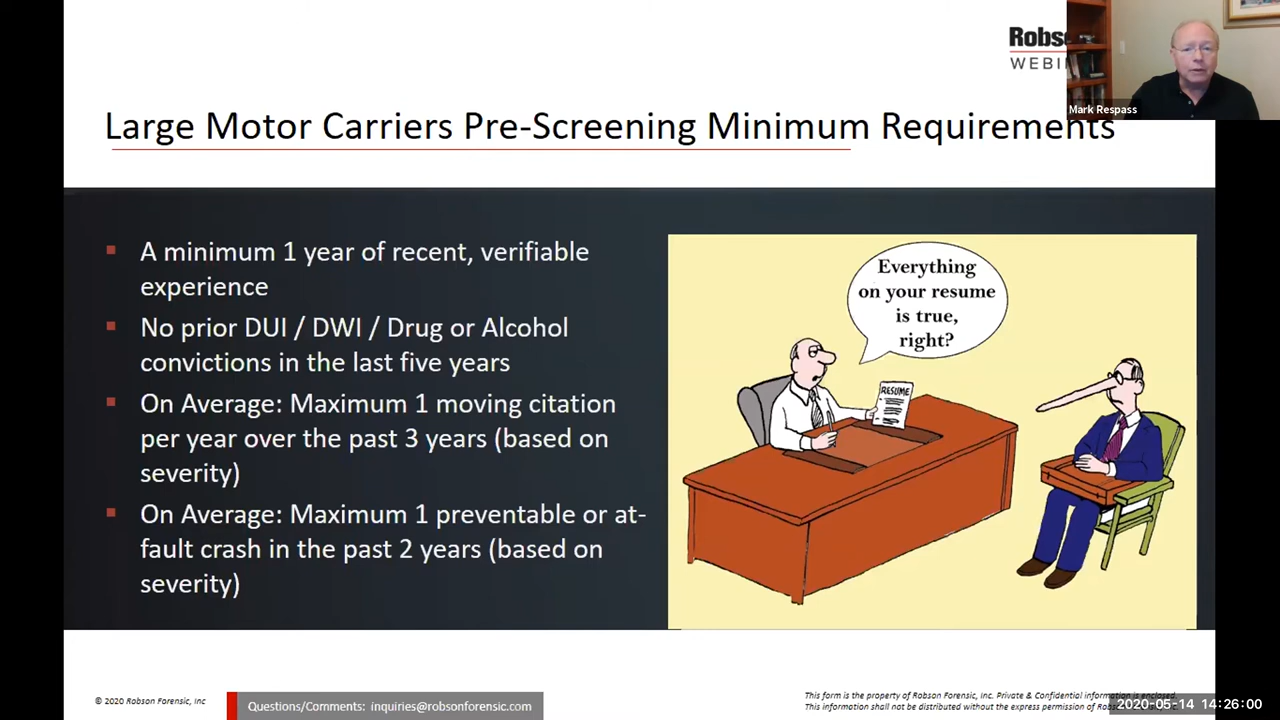 Robs
WEBI
Mark Respass
Large Motor Carriers Pre-Screening Minimum Requirements
A minimum 1 year of recent, verifiable
experience
No prior DUI / DWI / Drug or Alcohol
convictions in the last five years
On Average: Maximum 1 moving citation
per year over the past 3 years (based on
severity)
On Average: Maximum 1 preventable or at-
fault crash in the past 2 years (based on
severity)
Everything
on your resume
is true,
right?
RESUME
© 2020 Robson Forensic, Inc
Questions/Comments: inquiries@robsonforensic.com
This form is the property of Robson Forensic, Inc. Private & Confidential information is enclosed.
This information shall not be distributed without the express permission of
2020-05-14 14:26:00